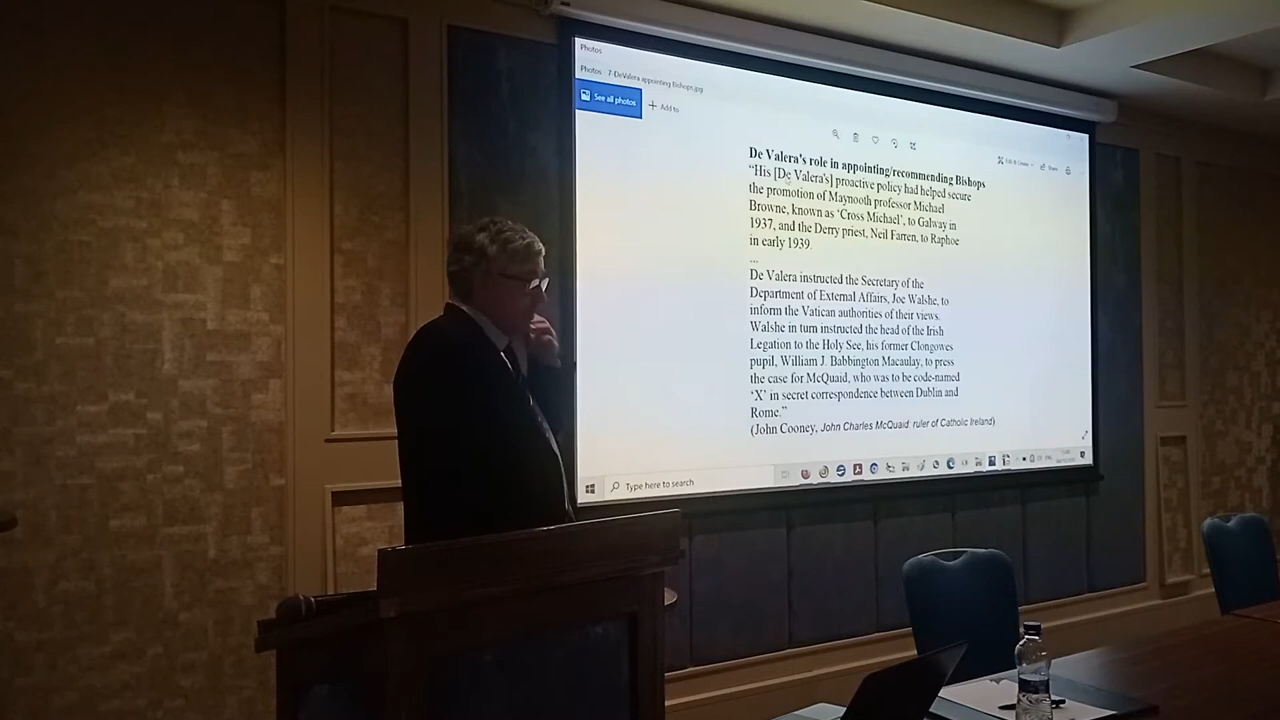 Photos
Photos - 7-DeValera appointing Bishops.jpg
See all photos
+ Add to
Edit & Create
Share
De Valera's role in appointing/recommending Bishops
“His [De Valera's] proactive policy had helped secure
the promotion of Maynooth professor Michael
Browne, known as ‘Cross Michael’, to Galway in
1937, and the Derry priest, Neil Farren, to Raphoe
in early 1939.
...
De Valera instructed the Secretary of the
Department of External Affairs, Joe Walshe, to
inform the Vatican authorities of their views.
Walshe in turn instructed the head of the Irish
Legation to the Holy See, his former Clongowes
pupil, William J. Babbington Macaulay, to press
the case for McQuaid, who was to be code-named
‘X’ in secret correspondence between Dublin and
Rome.”
(John Cooney, John Charles McQuaid: ruler of Catholic Ireland)
Type here to search